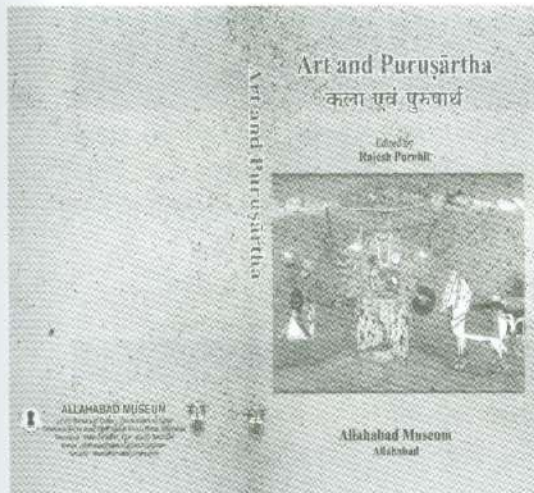 Art and Puruṣārtha
कला एवं पुरुषार्थ
Edited by
Rajesh Purohit
Allahabad Museum
Allahabad
Art and Puruṣārtha
ALLAHABAD MUSEUM